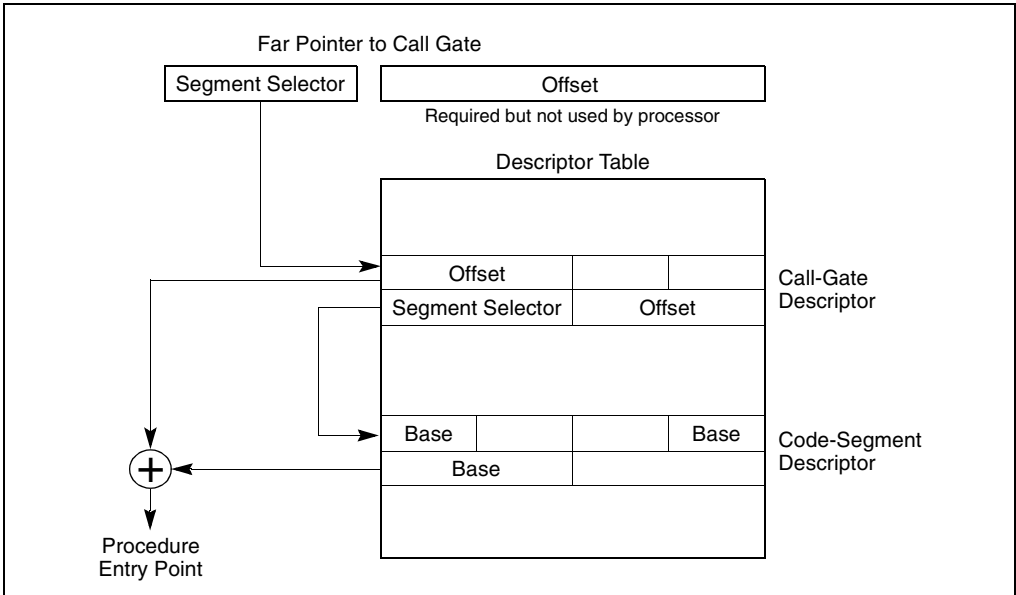 Far Pointer to Call Gate
Segment Selector
Offset
Required but not used by processor
Descriptor Table
Offset
Call-Gate
Descriptor
Segment Selector
Offset
Base
Base
Code-Segment
Descriptor
Base
+
Procedure
Entry Point